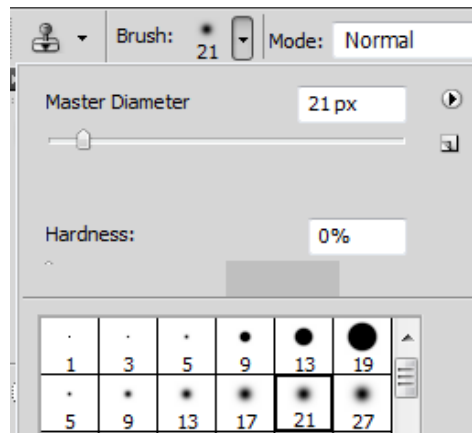 Brush: 21 Mode: Normal
Master Diameter 21 px
Hardness: 0%
1 3 5 9 13 19
5 9 13 17 21 27